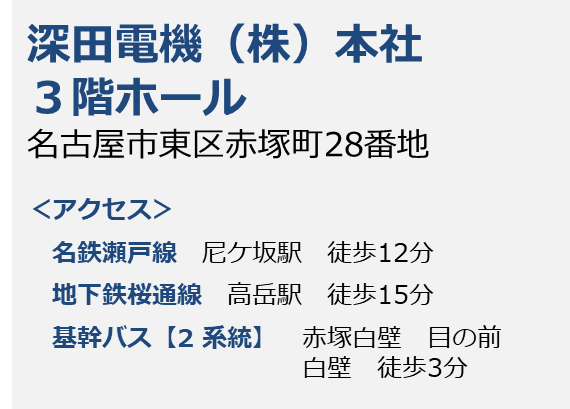 深田電機（株）本社
３階ホール
名古屋市東区赤塚町28番地
＜アクセス＞
名鉄瀬戸線　尼ケ坂駅　徒歩12分
地下鉄桜通線　高岳駅　徒歩15分
基幹バス【2 系統】　赤塚白壁　目の前
白壁　徒歩3分